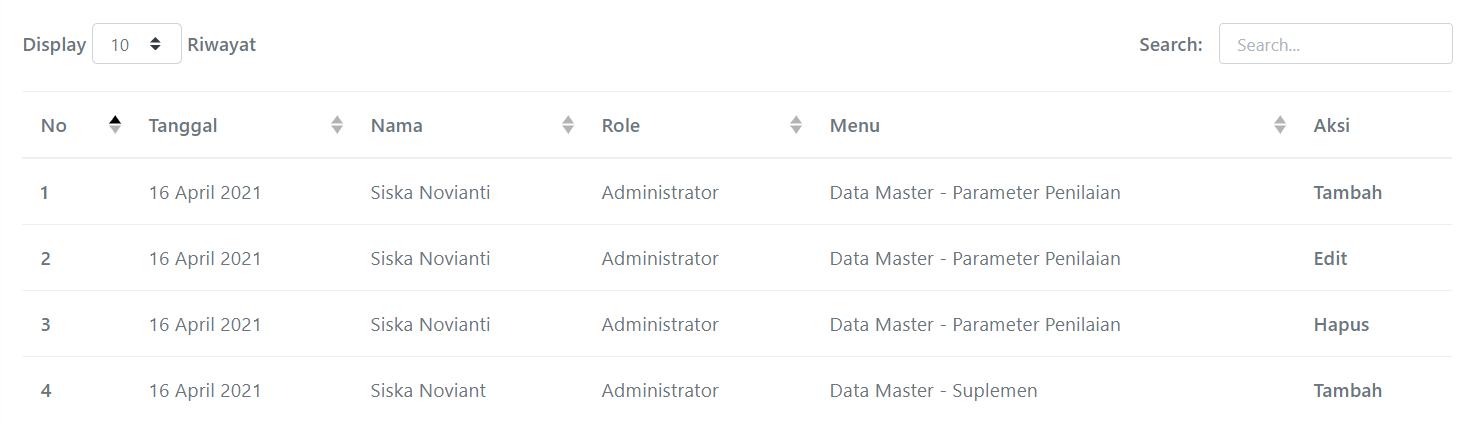 Display 10 Riwayat Search: Search...
No Tanggal Nama Role Menu Aksi
1 16 April 2021 Siska Novianti Administrator Data Master - Parameter Penilaian Tambah
2 16 April 2021 Siska Novianti Administrator Data Master - Parameter Penilaian Edit
3 16 April 2021 Siska Novianti Administrator Data Master - Parameter Penilaian Hapus
4 16 April 2021 Siska Noviant Administrator Data Master - Suplemen Tambah